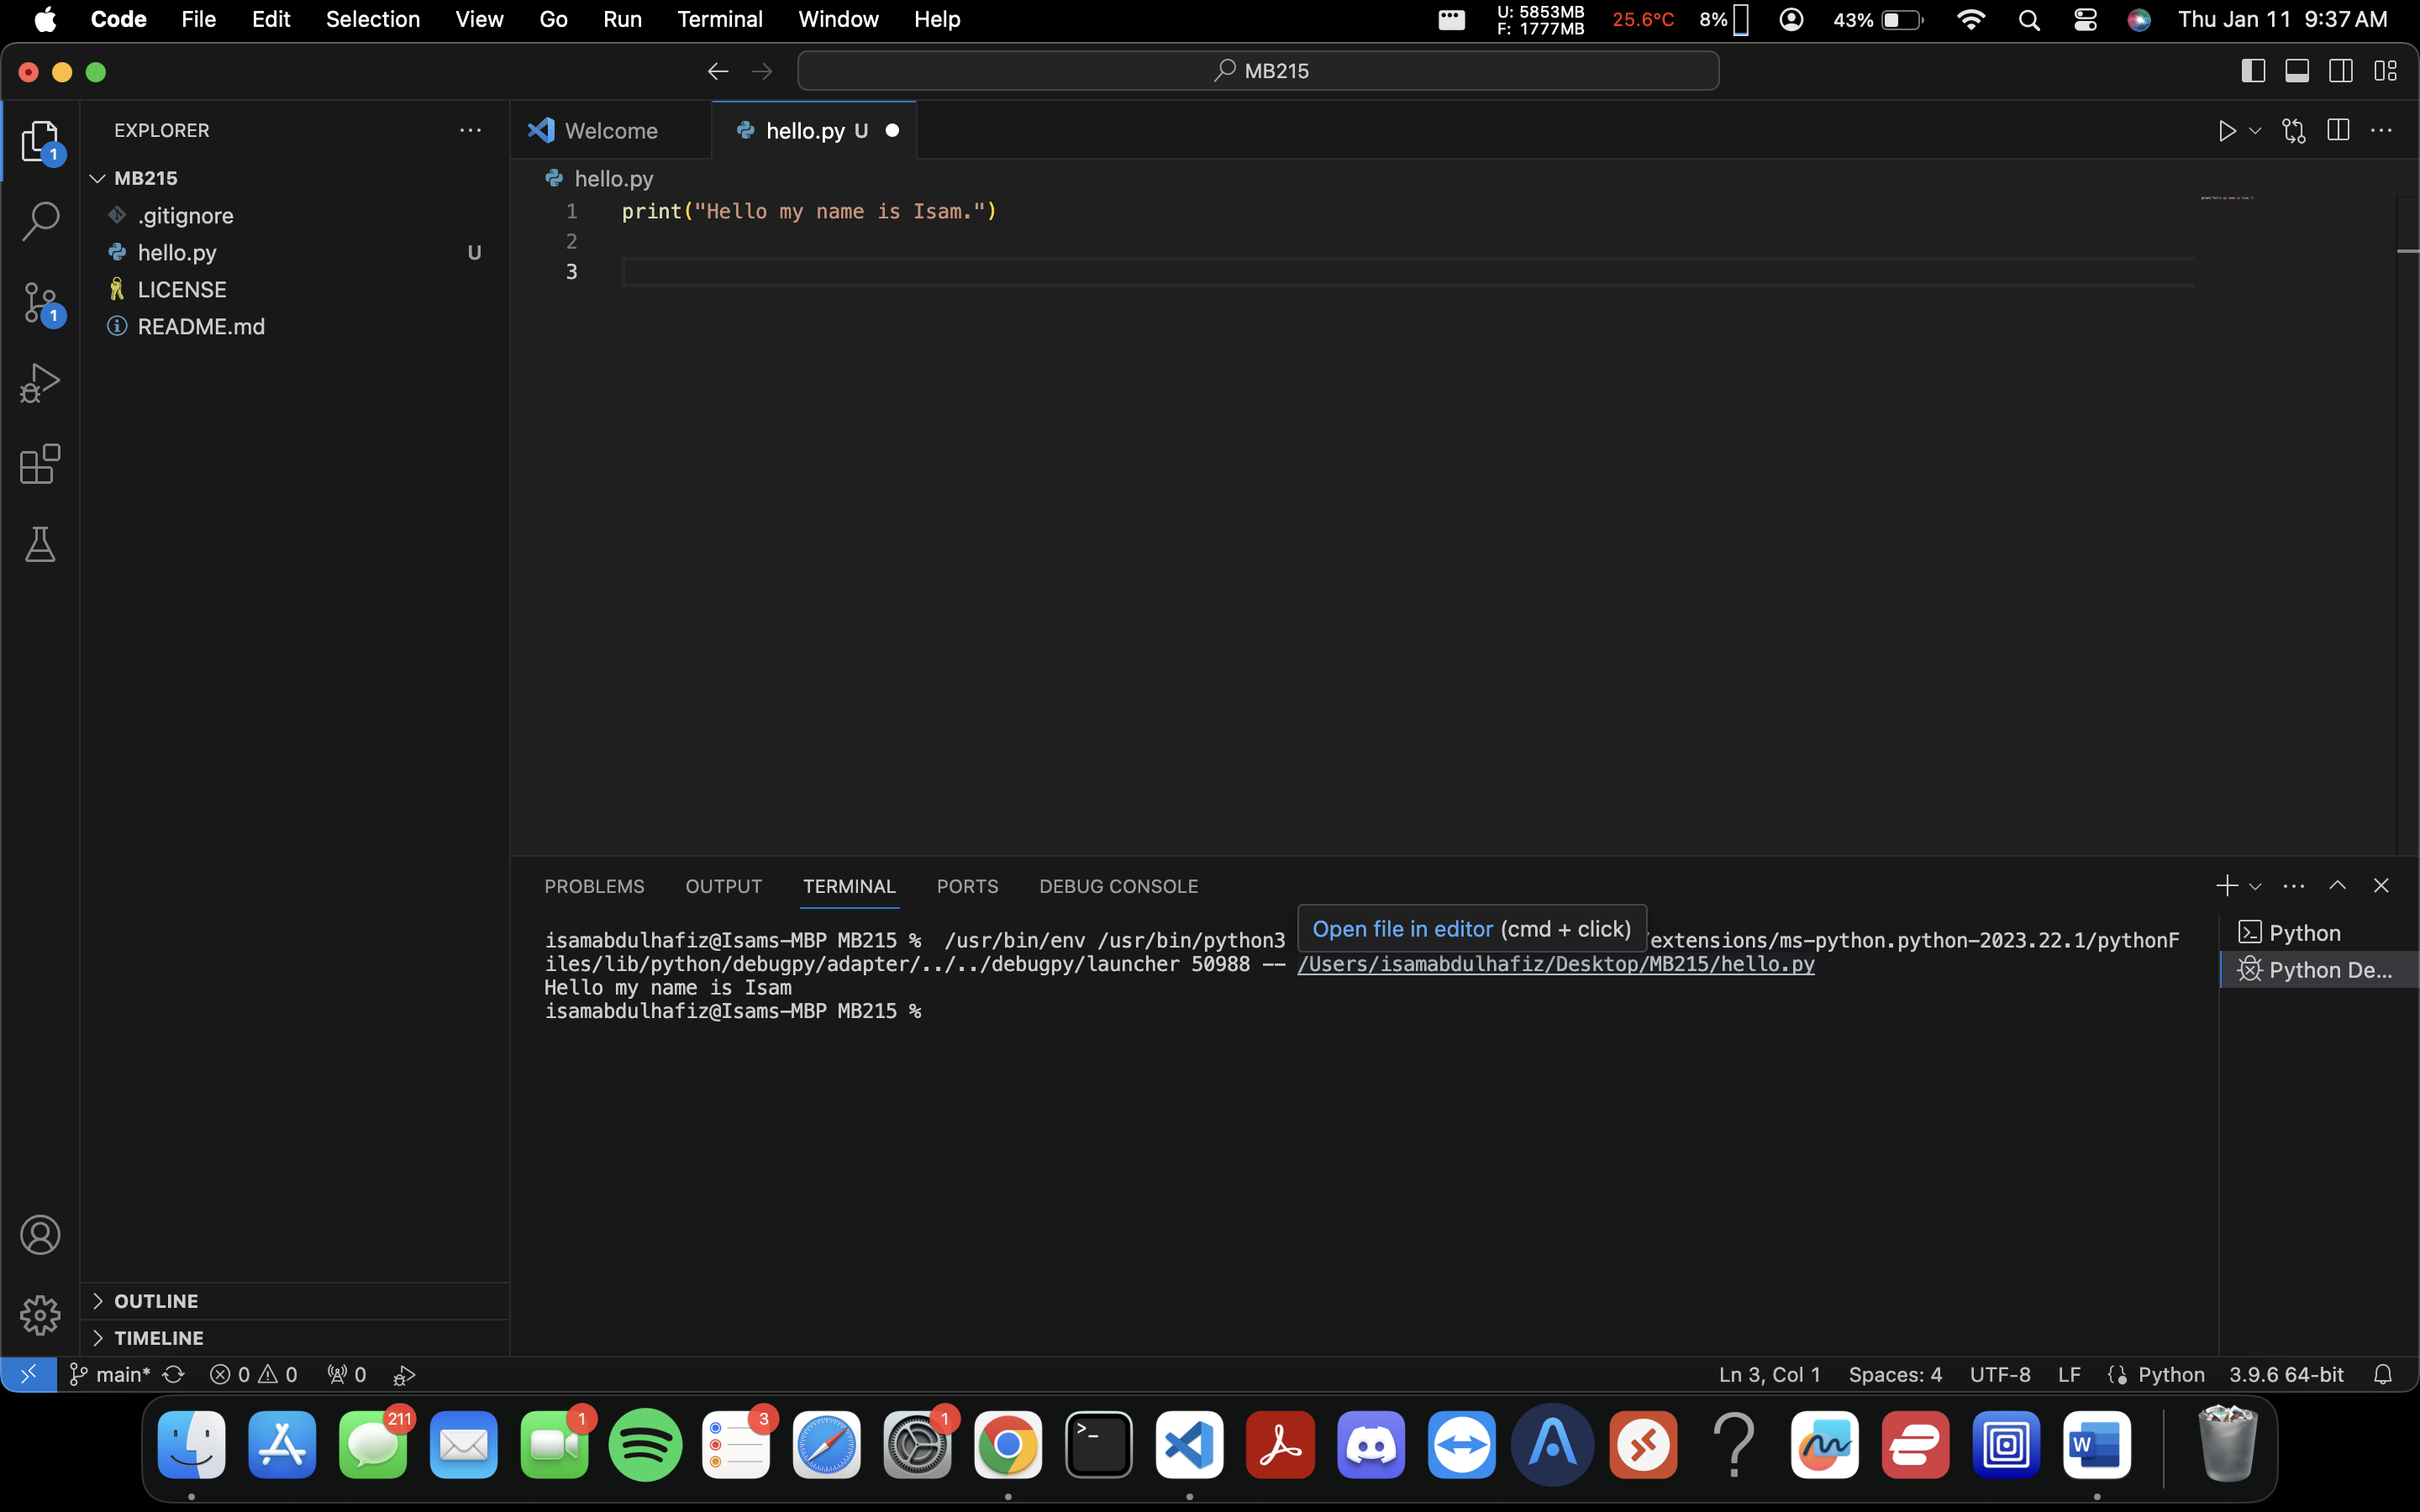 Code File Edit Selection View Go Run Terminal Window Help
U: 5853MB
F: 1777MB
25.6°C 8% 43% Thu Jan 11 9:37 AM
MB215
EXPLORER
1
MB215
.gitignore
hello.py U
LICENSE
README.md
1
OUTLINE
TIMELINE
Welcome
hello.py U
hello.py
1 print("Hello my name is Isam.")
2
3
PROBLEMS OUTPUT TERMINAL PORTS DEBUG CONSOLE
Open file in editor (cmd + click)
isamabdulhafiz@Isams-MBP MB215 % /usr/bin/env /usr/bin/python3 /extensions/ms-python.python-2023.22.1/pythonF
iles/lib/python/debugpy/adapter/../../debugpy/launcher 50988 -- /Users/isamabdulhafiz/Desktop/MB215/hello.py
Hello my name is Isam
isamabdulhafiz@Isams-MBP MB215 %
Python
Python De...
main* 0 0 0
Ln 3, Col 1 Spaces: 4 UTF-8 LF Python 3.9.6 64-bit
211 1 3 1
W